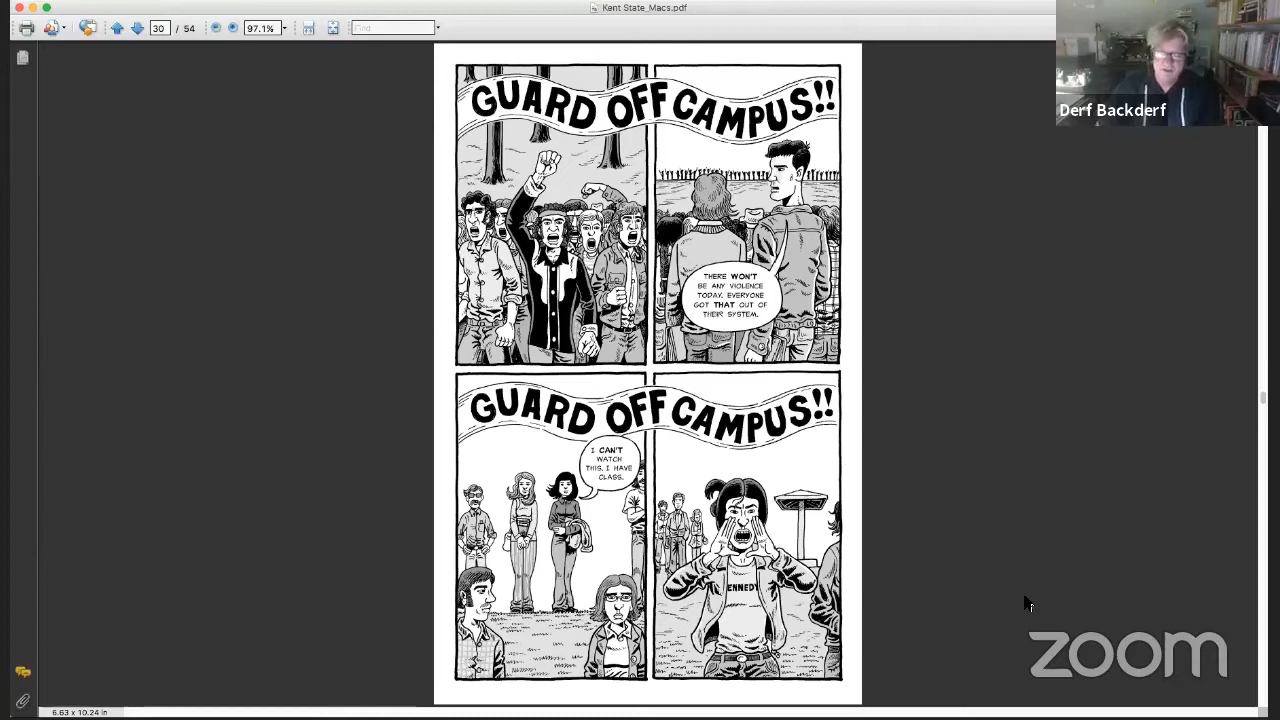 Kent State_Macs.pdf
30 / 54
97.1%
Find
Derf Backderf
GUARD OFF CAMPUS!!
THERE WON'T
BE ANY VIOLENCE
TODAY. EVERYONE
GOT THAT OUT OF
THEIR SYSTEM.
GUARD OFF CAMPUS!!
I CAN'T
WATCH
THIS. I HAVE
CLASS.
ENNEDY
zoom
6.63 x 10.24 in